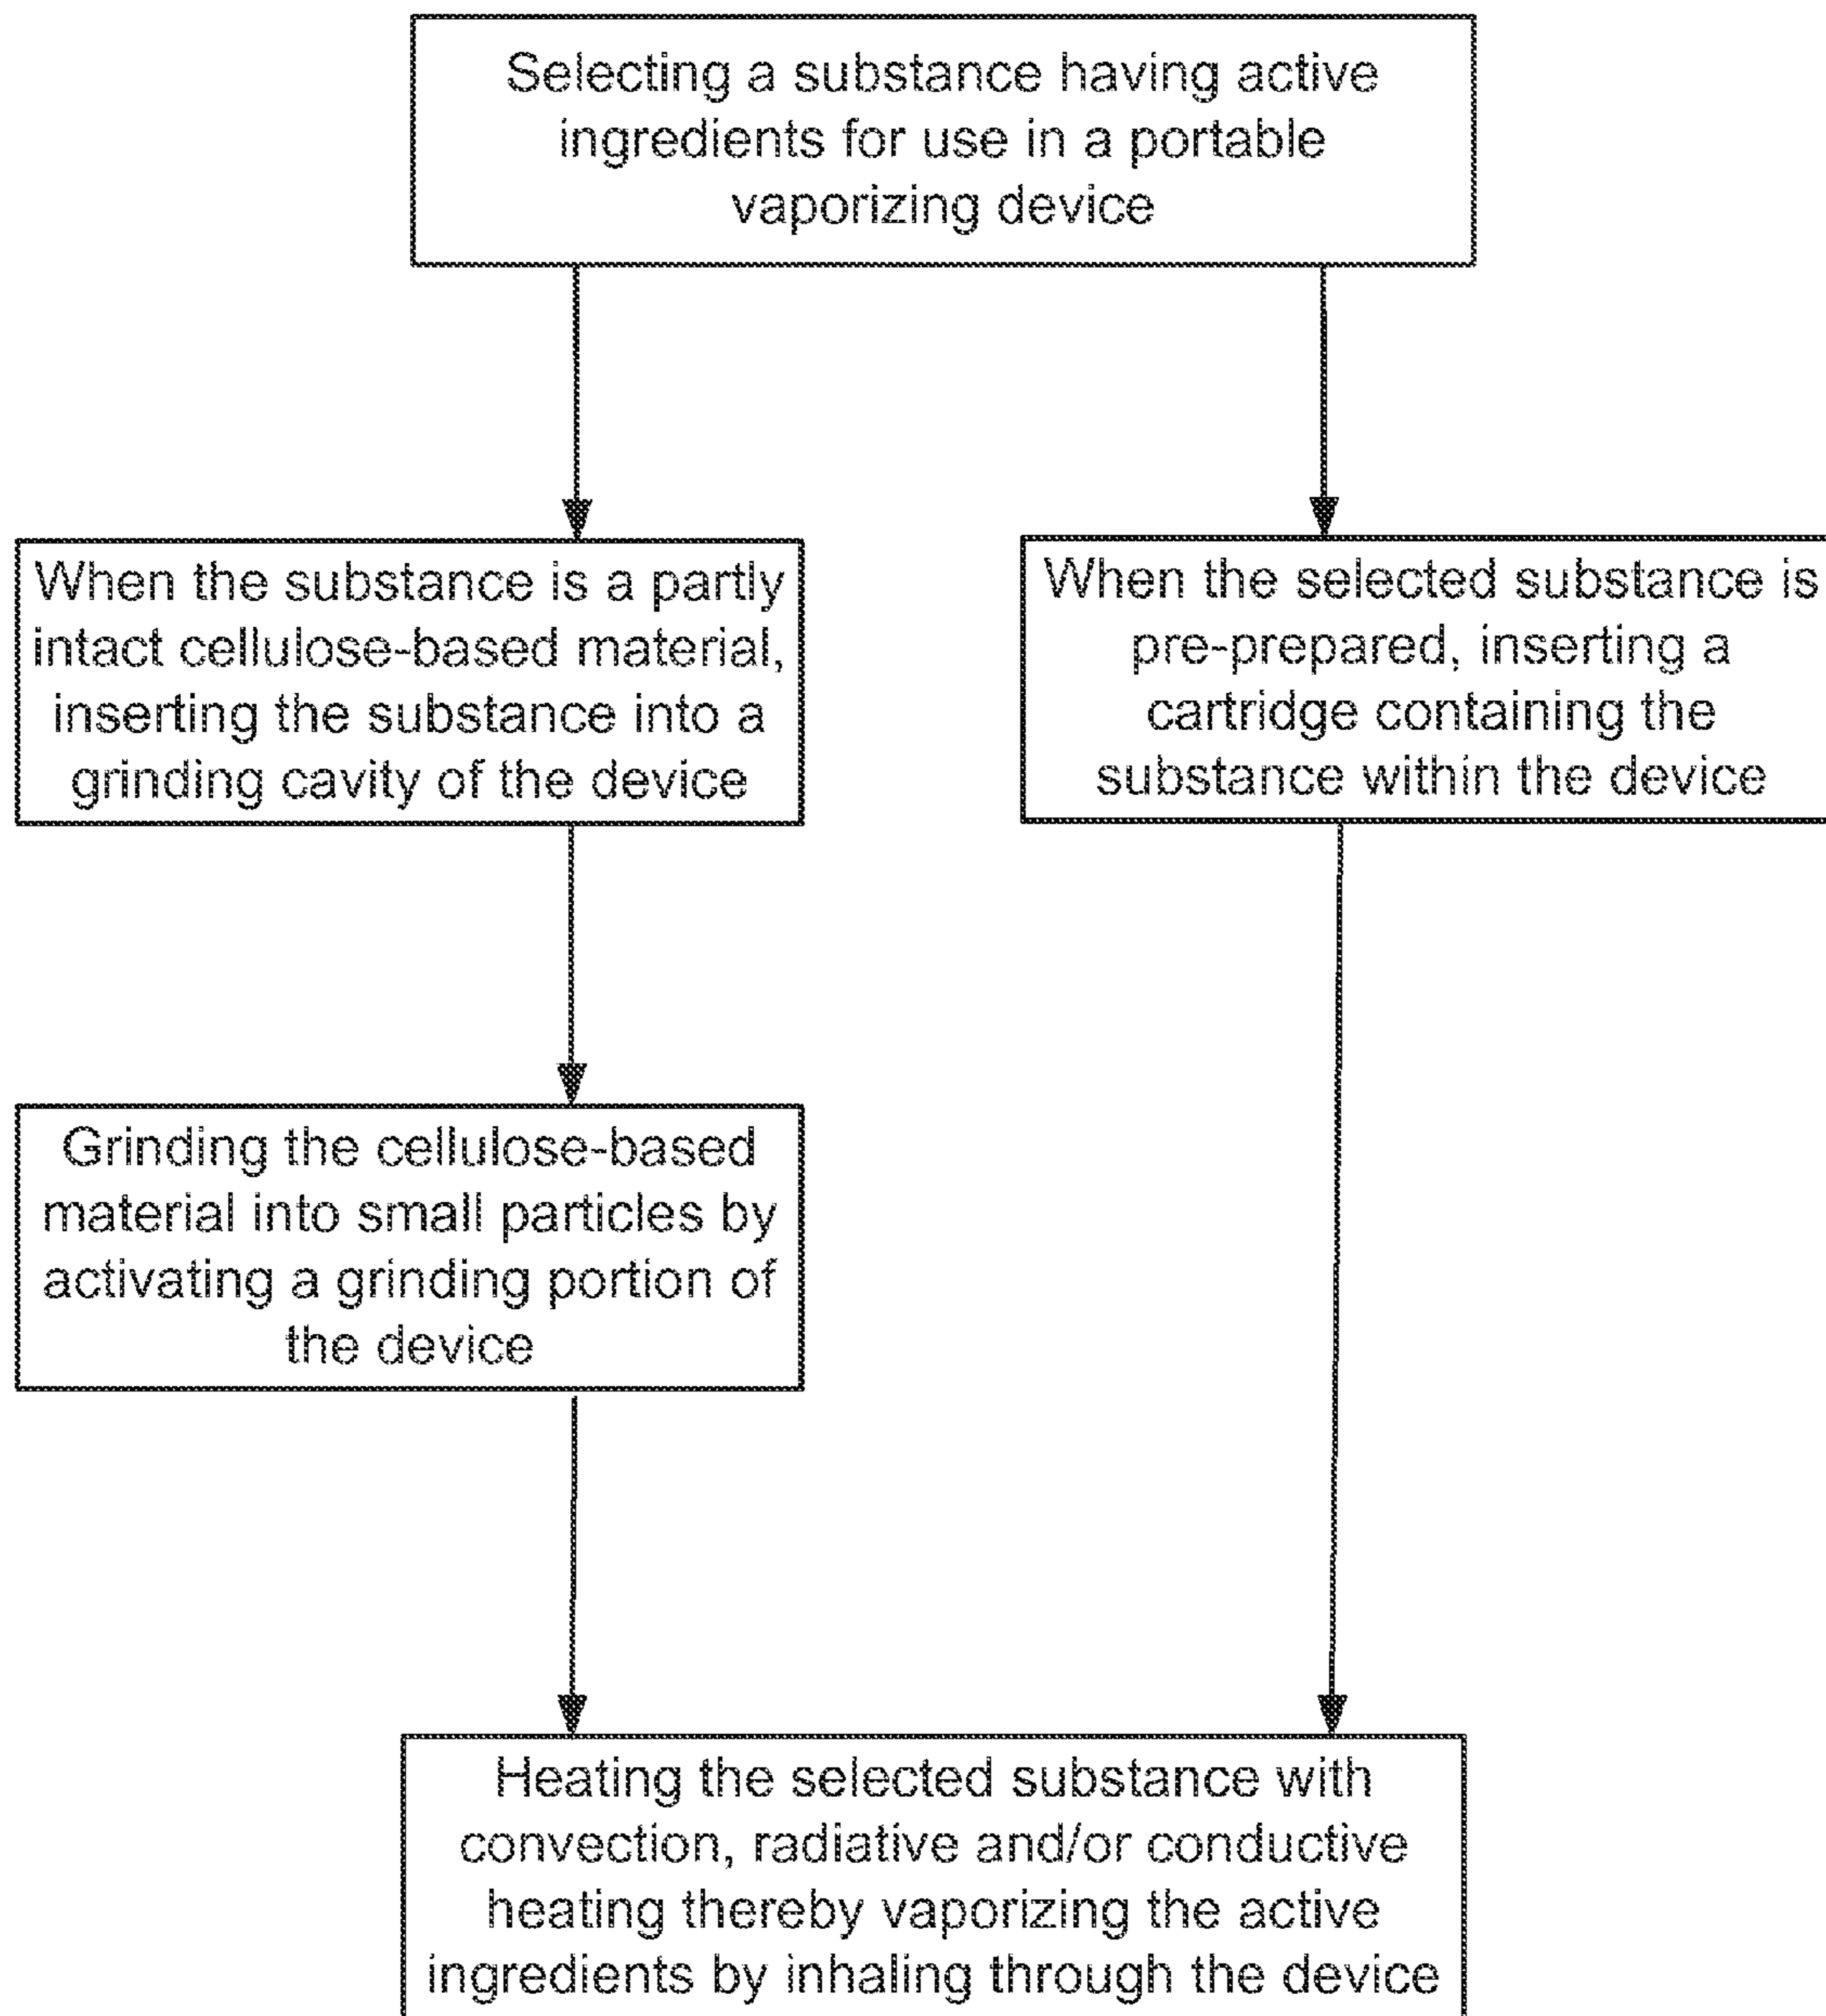 Selecting a substance having active
ingredients for use in a portable
vaporizing device
When the substance is a partly
intact cellulose-based material,
inserting the substance into a
grinding cavity of the device
When the selected substance is
pre-prepared, inserting a
cartridge containing the
substance within the device
Grinding the cellulose-based
material into small particles by
activating a grinding portion of
the device
Heating the selected substance with
convection, radiative and/or conductive
heating thereby vaporizing the active
ingredients by inhaling through the device